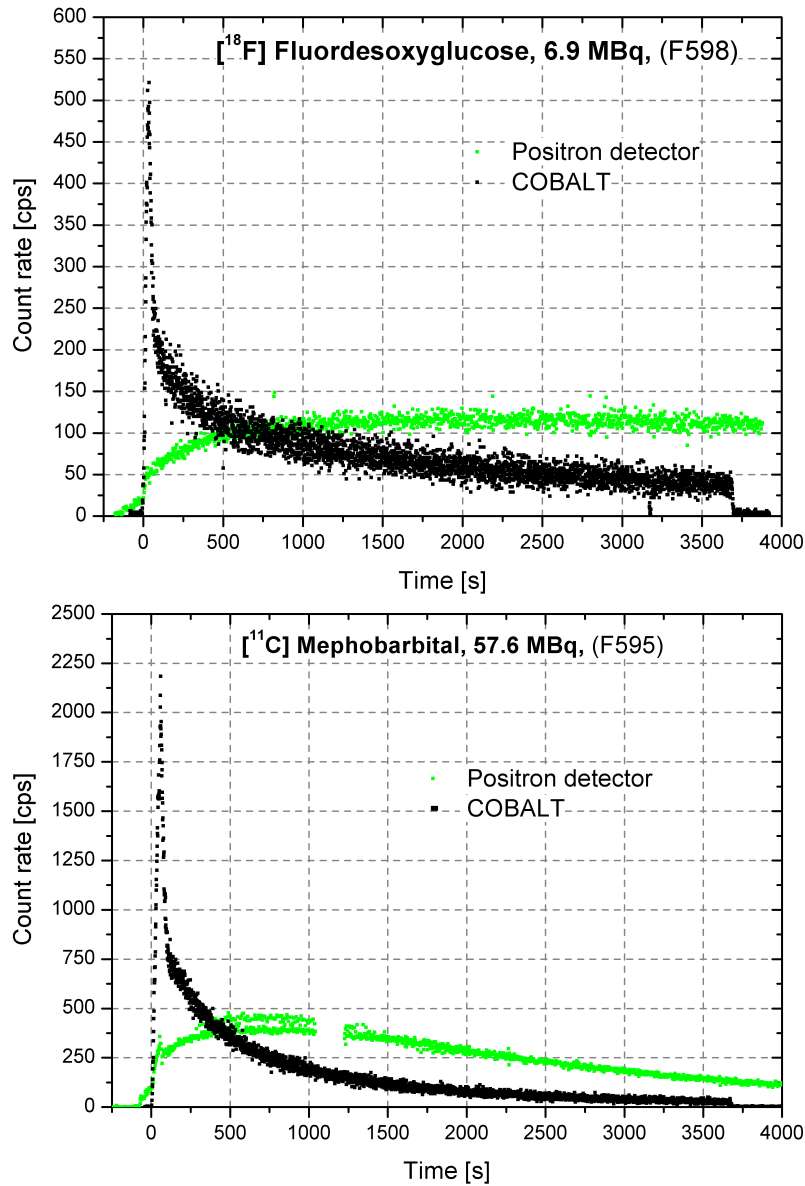 [¹⁸F] Fluordesoxyglucose, 6.9 MBq, (F598)
Positron detector
COBALT
Count rate [cps]
600
550
500
450
400
350
300
250
200
150
100
50
0
0 500 1000 1500 2000 2500 3000 3500 4000
Time [s]
[¹¹C] Mephobarbital, 57.6 MBq, (F595)
Positron detector
COBALT
Count rate [cps]
2500
2250
2000
1750
1500
1250
1000
750
500
250
0
0 500 1000 1500 2000 2500 3000 3500 4000
Time [s]